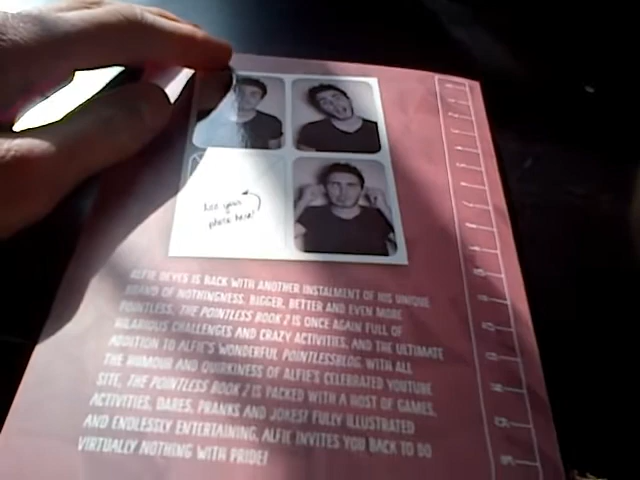 Add your
photo here!
ALFIE DEYES IS BACK WITH ANOTHER INSTALMENT OF HIS UNIQUE
BRAND OF NOTHINGNESS. BIGGER, BETTER AND EVEN MORE
POINTLESS, THE POINTLESS BOOK 2 IS ONCE AGAIN FULL OF
HILARIOUS CHALLENGES AND CRAZY ACTIVITIES, AND THE ULTIMATE
ADDITION TO ALFIE'S WONDERFUL POINTLESSBLOG. WITH ALL
THE HUMOUR AND QUIRKINESS OF ALFIE'S CELEBRATED YOUTUBE
SITE, THE POINTLESS BOOK 2 IS PACKED WITH A HOST OF GAMES,
ACTIVITIES, DARES, PRANKS AND JOKES! FULLY ILLUSTRATED
AND ENDLESSLY ENTERTAINING, ALFIE INVITES YOU BACK TO DO
VIRTUALLY NOTHING WITH PRIDE!